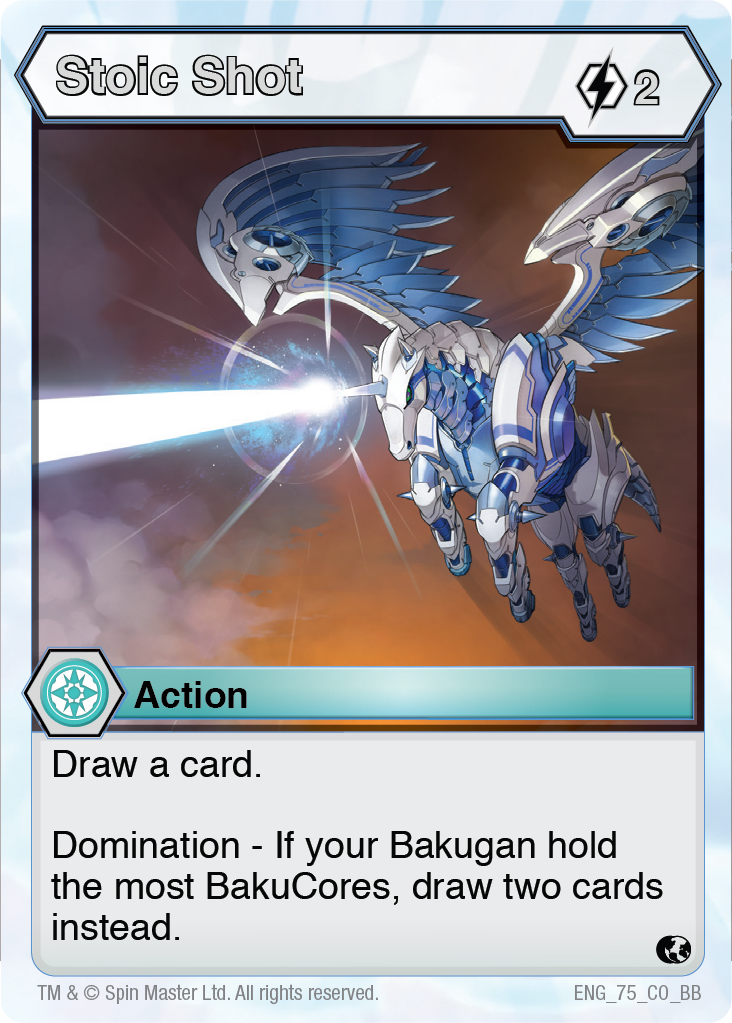 Stoic Shot
2
Action
Draw a card.
Domination - If your Bakugan hold
the most BakuCores, draw two cards
instead.
TM & © Spin Master Ltd. All rights reserved.
ENG_75_CO_BB